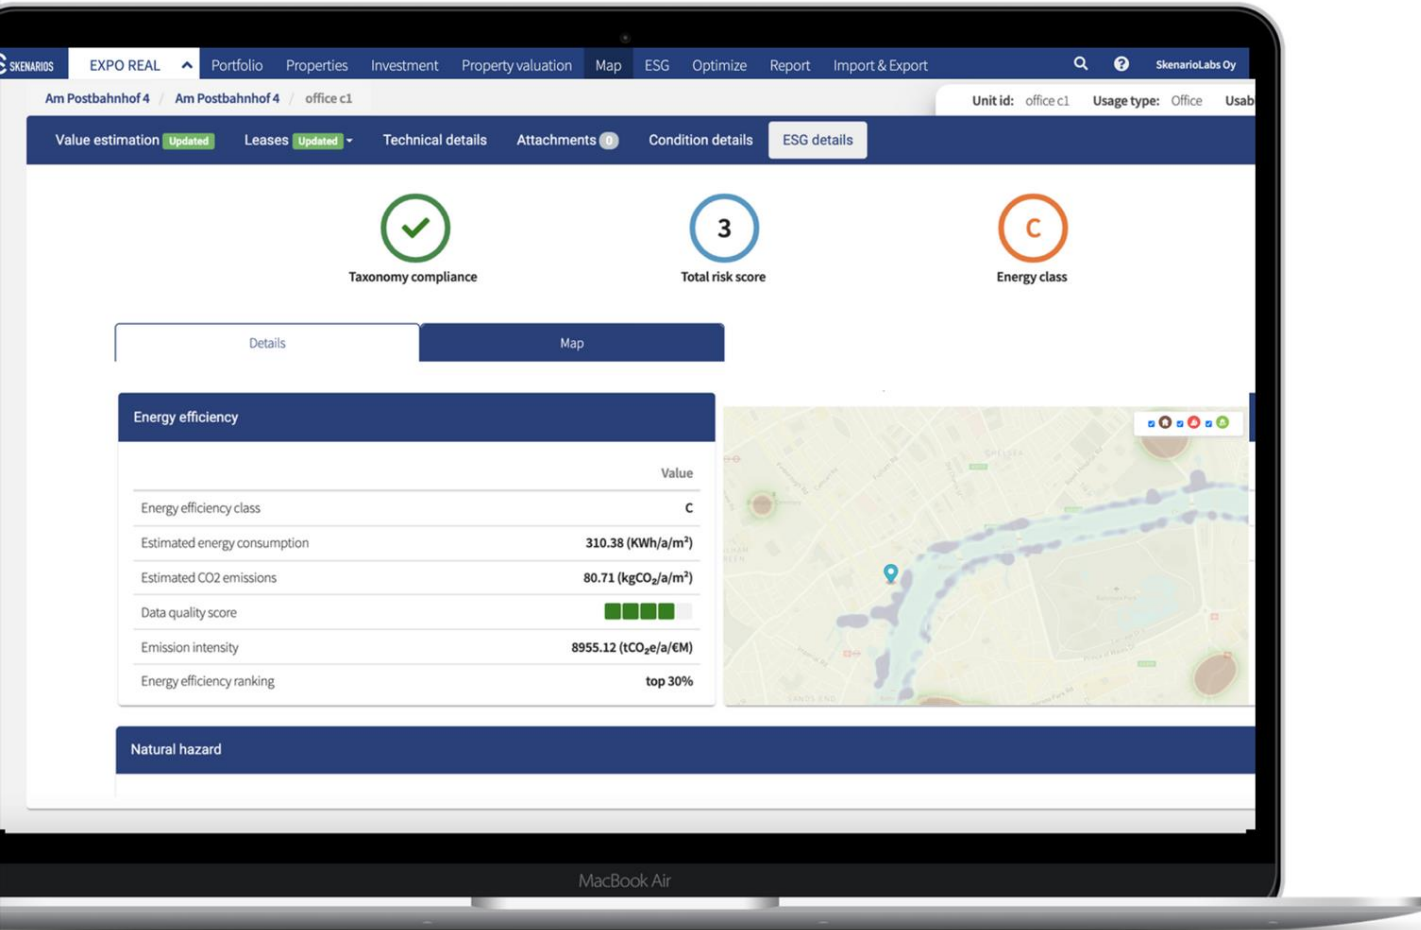 SKENARIOS EXPO REAL Portfolio Properties Investment Property valuation Map ESG Optimize Report Import & Export SkenarioLabs Oy
Am Postbahnhof 4 / Am Postbahnhof 4 / office c1 Unit id: office c1 Usage type: Office Usab
Value estimation Updated Leases Updated Technical details Attachments 0 Condition details ESG details
3 C
Taxonomy compliance Total risk score Energy class
Details Map
Energy efficiency
Value
Energy efficiency class C
Estimated energy consumption 310.38 (KWh/a/m²)
Estimated CO2 emissions 80.71 (kgCO₂/a/m²)
Data quality score
Emission intensity 8955.12 (tCO₂e/a/€M)
Energy efficiency ranking top 30%
CHELSEA
SANDS END
Natural hazard
MacBook Air